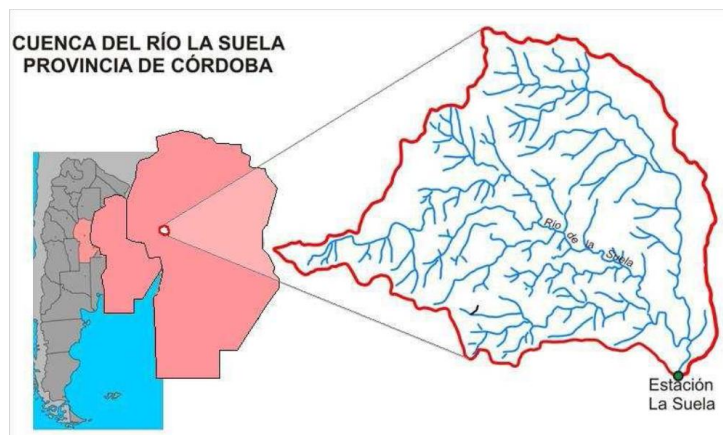 CUENCA DEL RÍO LA SUELA
PROVINCIA DE CÓRDOBA
Río de la Suela
Estación
La Suela